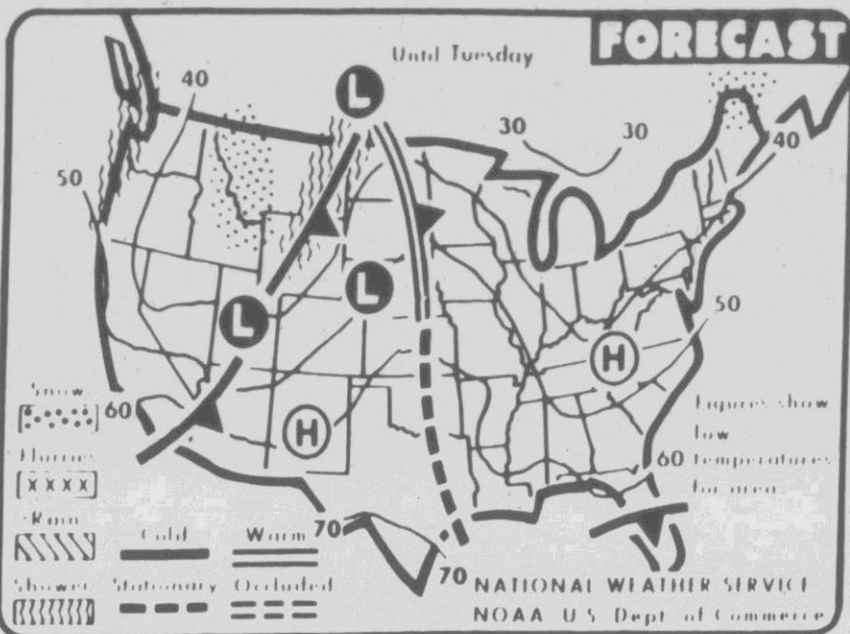 FORECAST
Until Tuesday
L
40
30
30
40
50
L
L
50
H
Snow
60
H
Figures show
low
temperatures
for area
60
Flurries
Rain
Cold
Warm
70
70
Shower
Stationary
Occluded
NATIONAL WEATHER SERVICE
NOAA U S Dept of Commerce